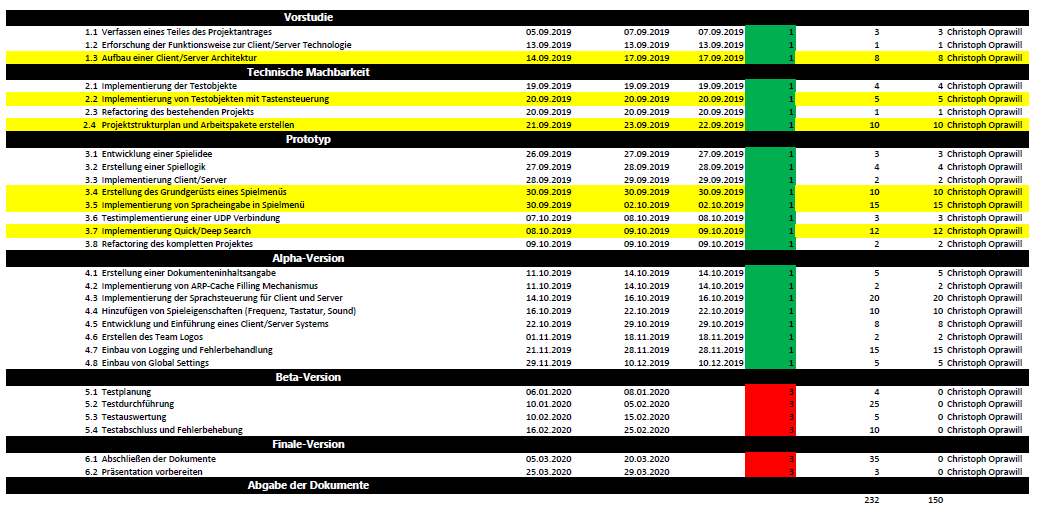 Vorstudie
1.1 Verfassen eines Teiles des Projektantrages 05.09.2019 07.09.2019 07.09.2019 1 3 3 Christoph Oprawill
1.2 Erforschung der Funktionsweise zur Client/Server Technologie 13.09.2019 13.09.2019 13.09.2019 1 1 1 Christoph Oprawill
1.3 Aufbau einer Client/Server Architektur 14.09.2019 17.09.2019 17.09.2019 1 8 8 Christoph Oprawill
Technische Machbarkeit
2.1 Implementierung der Testobjekte 19.09.2019 19.09.2019 19.09.2019 1 4 4 Christoph Oprawill
2.2 Implementierung von Testobjekten mit Tastensteuerung 20.09.2019 20.09.2019 20.09.2019 1 5 5 Christoph Oprawill
2.3 Refactoring des bestehenden Projekts 20.09.2019 20.09.2019 20.09.2019 1 1 1 Christoph Oprawill
2.4 Projektstrukturplan und Arbeitspakete erstellen 21.09.2019 23.09.2019 22.09.2019 1 10 10 Christoph Oprawill
Prototyp
3.1 Entwicklung einer Spielidee 26.09.2019 27.09.2019 27.09.2019 1 3 3 Christoph Oprawill
3.2 Erstellung einer Spiellogik 27.09.2019 28.09.2019 28.09.2019 1 4 4 Christoph Oprawill
3.3 Implementierung Client/Server 28.09.2019 29.09.2019 29.09.2019 1 2 2 Christoph Oprawill
3.4 Erstellung des Grundgerüsts eines Spielmenüs 30.09.2019 30.09.2019 30.09.2019 1 10 10 Christoph Oprawill
3.5 Implementierung von Spracheingabe in Spielmenü 30.09.2019 02.10.2019 02.10.2019 1 15 15 Christoph Oprawill
3.6 Testimplementierung einer UDP Verbindung 07.10.2019 08.10.2019 08.10.2019 1 3 3 Christoph Oprawill
3.7 Implementierung Quick/Deep Search 08.10.2019 09.10.2019 09.10.2019 1 12 12 Christoph Oprawill
3.8 Refactoring des kompletten Projektes 09.10.2019 09.10.2019 09.10.2019 1 2 2 Christoph Oprawill
Alpha-Version
4.1 Erstellung einer Dokumenteninhaltsangabe 11.10.2019 14.10.2019 14.10.2019 1 5 5 Christoph Oprawill
4.2 Implementierung von ARP-Cache Filling Mechanismus 11.10.2019 14.10.2019 14.10.2019 1 2 2 Christoph Oprawill
4.3 Implementierung der Sprachsteuerung für Client und Server 14.10.2019 16.10.2019 16.10.2019 1 20 20 Christoph Oprawill
4.4 Hinzufügen von Spieleigenschaften (Frequenz, Tastatur, Sound) 16.10.2019 22.10.2019 22.10.2019 1 10 10 Christoph Oprawill
4.5 Entwicklung und Einführung eines Client/Server Systems 22.10.2019 29.10.2019 29.10.2019 1 8 8 Christoph Oprawill
4.6 Erstellen des Team Logos 01.11.2019 18.11.2019 18.11.2019 1 2 2 Christoph Oprawill
4.7 Einbau von Logging und Fehlerbehandlung 21.11.2019 28.11.2019 28.11.2019 1 15 15 Christoph Oprawill
4.8 Einbau von Global Settings 29.11.2019 10.12.2019 10.12.2019 1 5 5 Christoph Oprawill
Beta-Version
5.1 Testplanung 06.01.2020 08.01.2020 3 4 0 Christoph Oprawill
5.2 Testdurchführung 10.01.2020 05.02.2020 3 25 0 Christoph Oprawill
5.3 Testauswertung 10.02.2020 15.02.2020 3 5 0 Christoph Oprawill
5.4 Testabschluss und Fehlerbehebung 16.02.2020 25.02.2020 3 10 0 Christoph Oprawill
Finale-Version
6.1 Abschließen der Dokumente 05.03.2020 20.03.2020 3 35 0 Christoph Oprawill
6.2 Präsentation vorbereiten 25.03.2020 29.03.2020 3 3 0 Christoph Oprawill
Abgabe der Dokumente
232 150